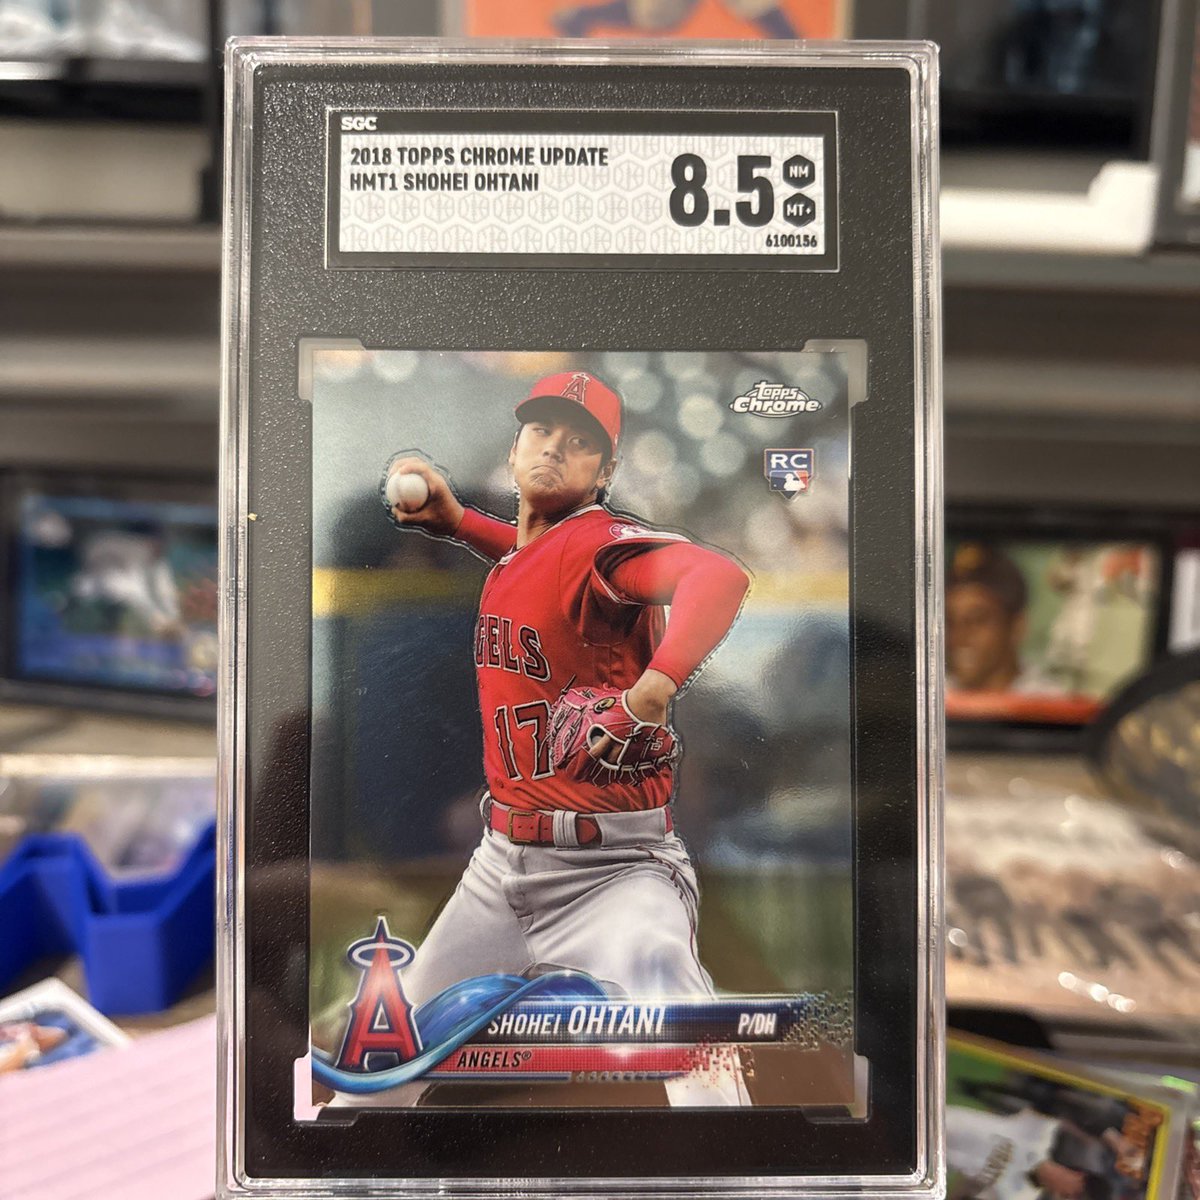 SGC
2018 TOPPS CHROME UPDATE
HMT1 SHOHEI OHTANI
8.5
NM
MT+
6100156
Topps
Chrome
RC
A
GELS
17
A
SHOHEI OHTANI
P/DH
ANGELS®